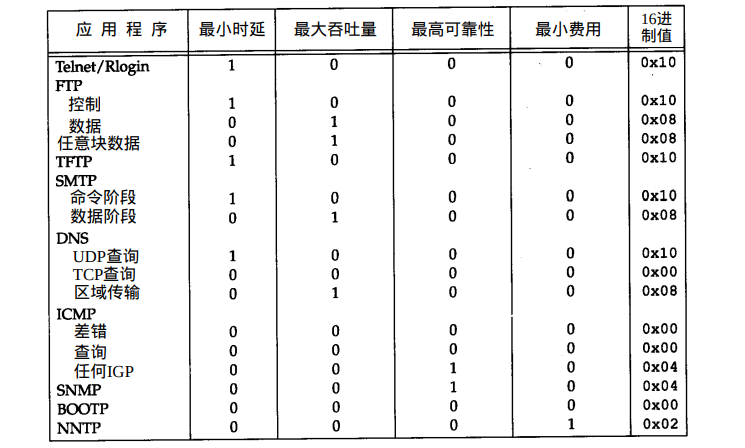 应用程序 最小时延 最大吞吐量 最高可靠性 最小费用 16进制值
Telnet/Rlogin 1 0 0 0 0x10
FTP
控制 1 0 0 0 0x10
数据 0 1 0 0 0x08
任意块数据 0 1 0 0 0x08
TFTP 1 0 0 0 0x10
SMTP
命令阶段 1 0 0 0 0x10
数据阶段 0 1 0 0 0x08
DNS
UDP查询 1 0 0 0 0x10
TCP查询 0 0 0 0 0x00
区域传输 0 1 0 0 0x08
ICMP
差错 0 0 0 0 0x00
查询 0 0 0 0 0x00
任何IGP 0 0 1 0 0x04
SNMP 0 0 1 0 0x04
BOOTP 0 0 0 0 0x00
NNTP 0 0 0 1 0x02